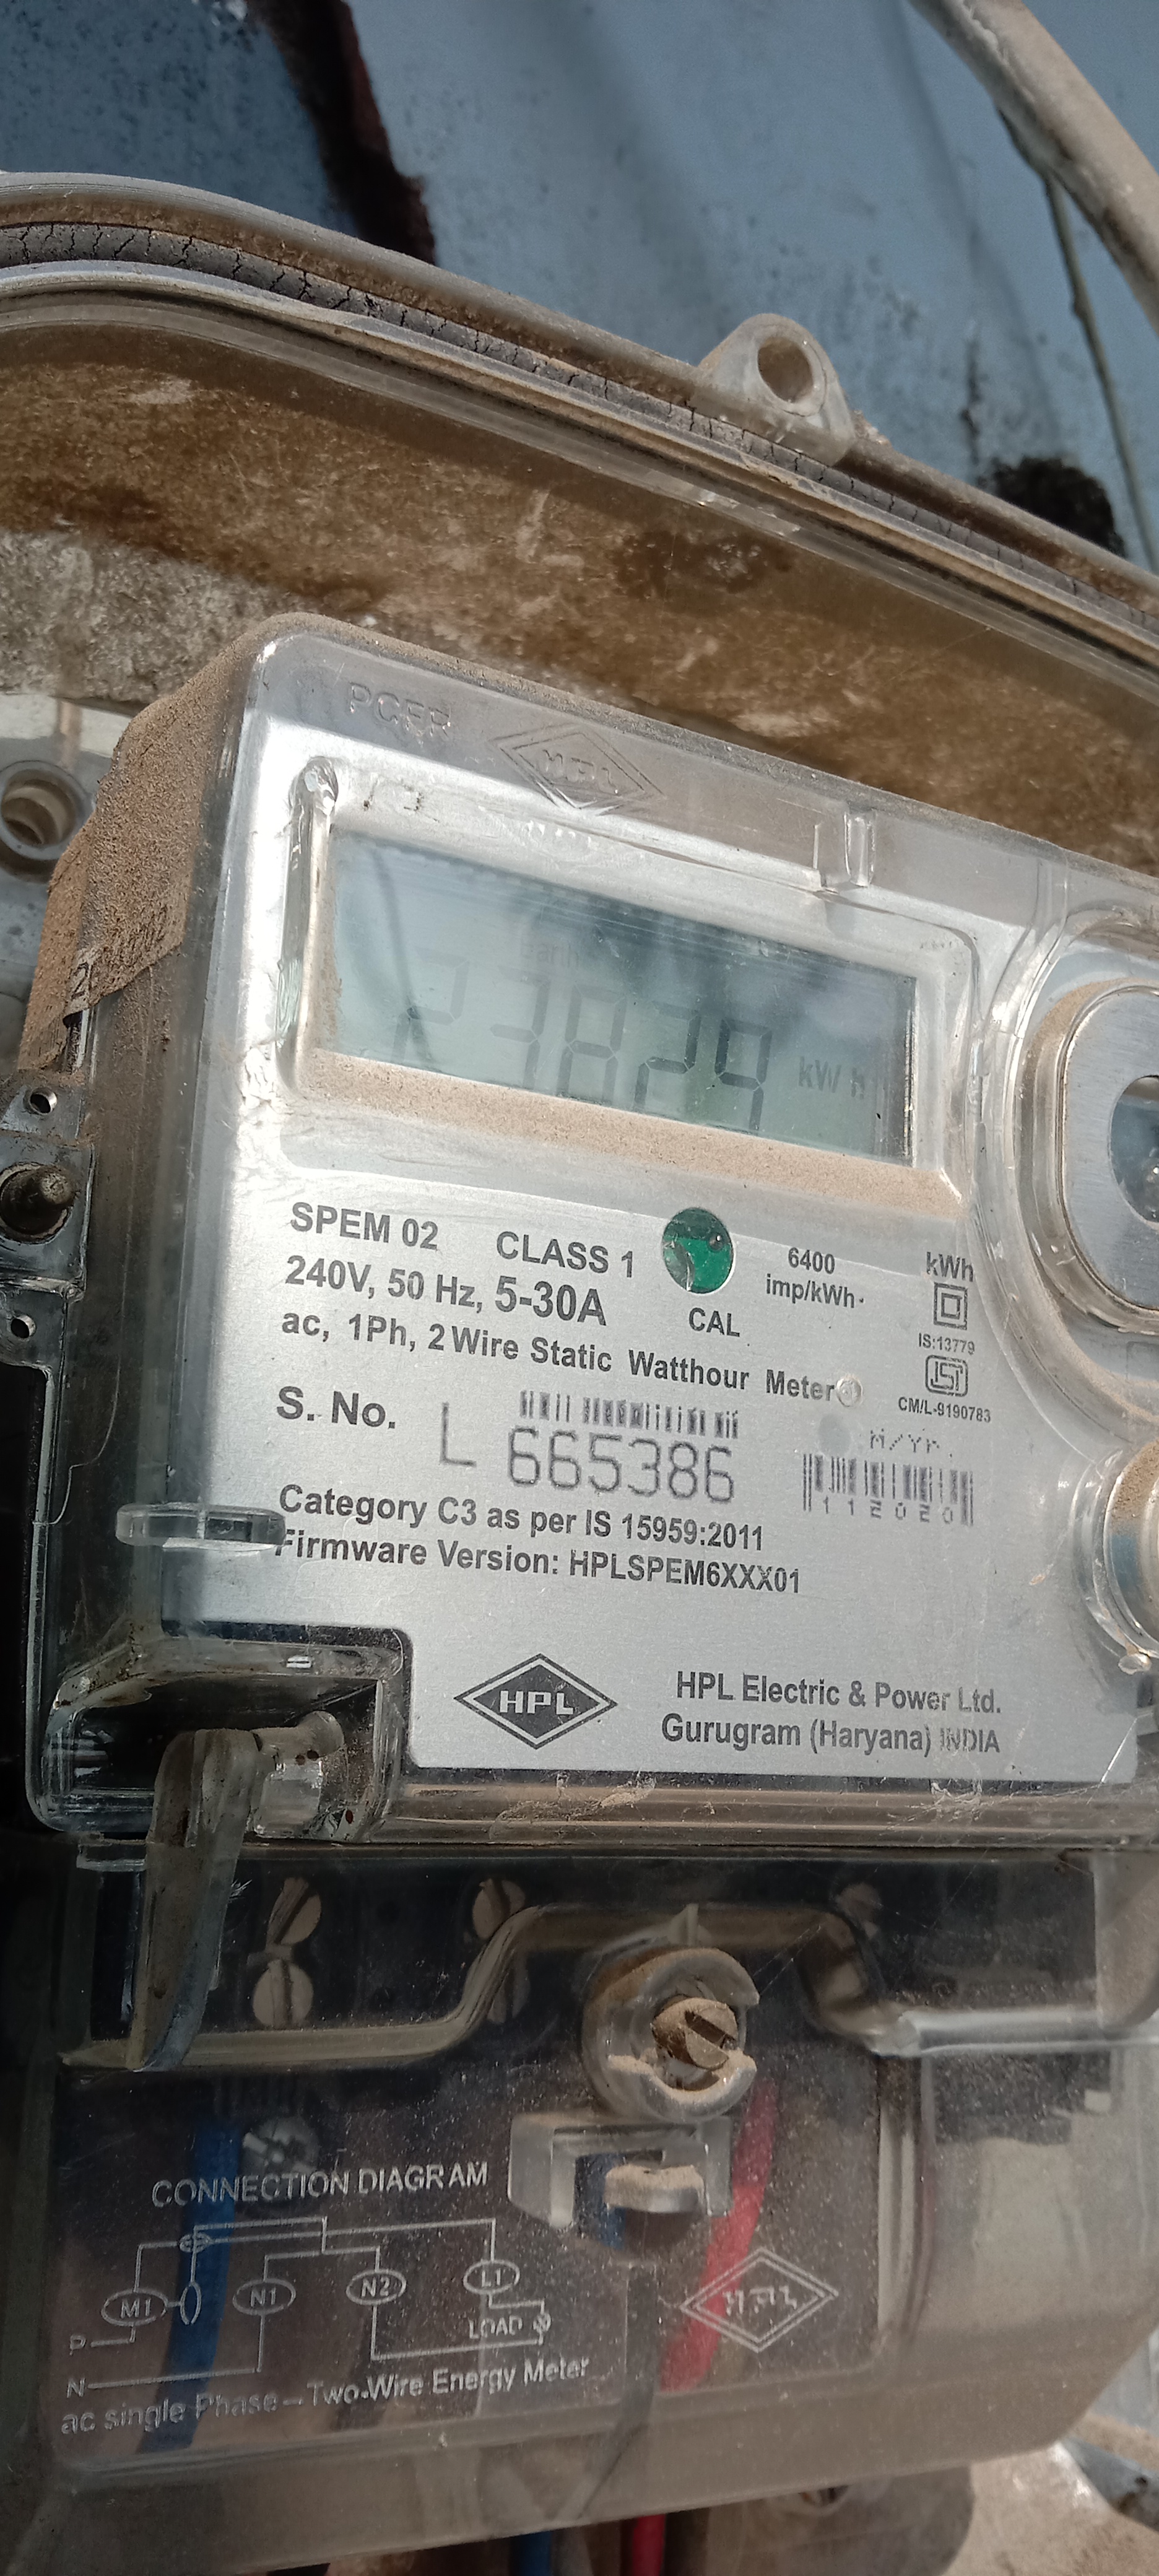 HPL
Earth
23829 kWh
SPEM 02 CLASS 1
6400 imp/kWh
kWh
240V, 50 Hz, 5-30A
CAL
IS:13779
ac, 1Ph, 2 Wire Static Watthour Meter
CM/L-9190783
S. No. L 665386
M/Yr.
Category C3 as per IS 15959:2011
Firmware Version: HPLSPEM6XXX01
HPL
HPL Electric & Power Ltd.
Gurugram (Haryana) INDIA
CONNECTION DIAGRAM
M1 N1 N2 L1
LOAD
P
N
ac single Phase – Two-Wire Energy Meter
HPL